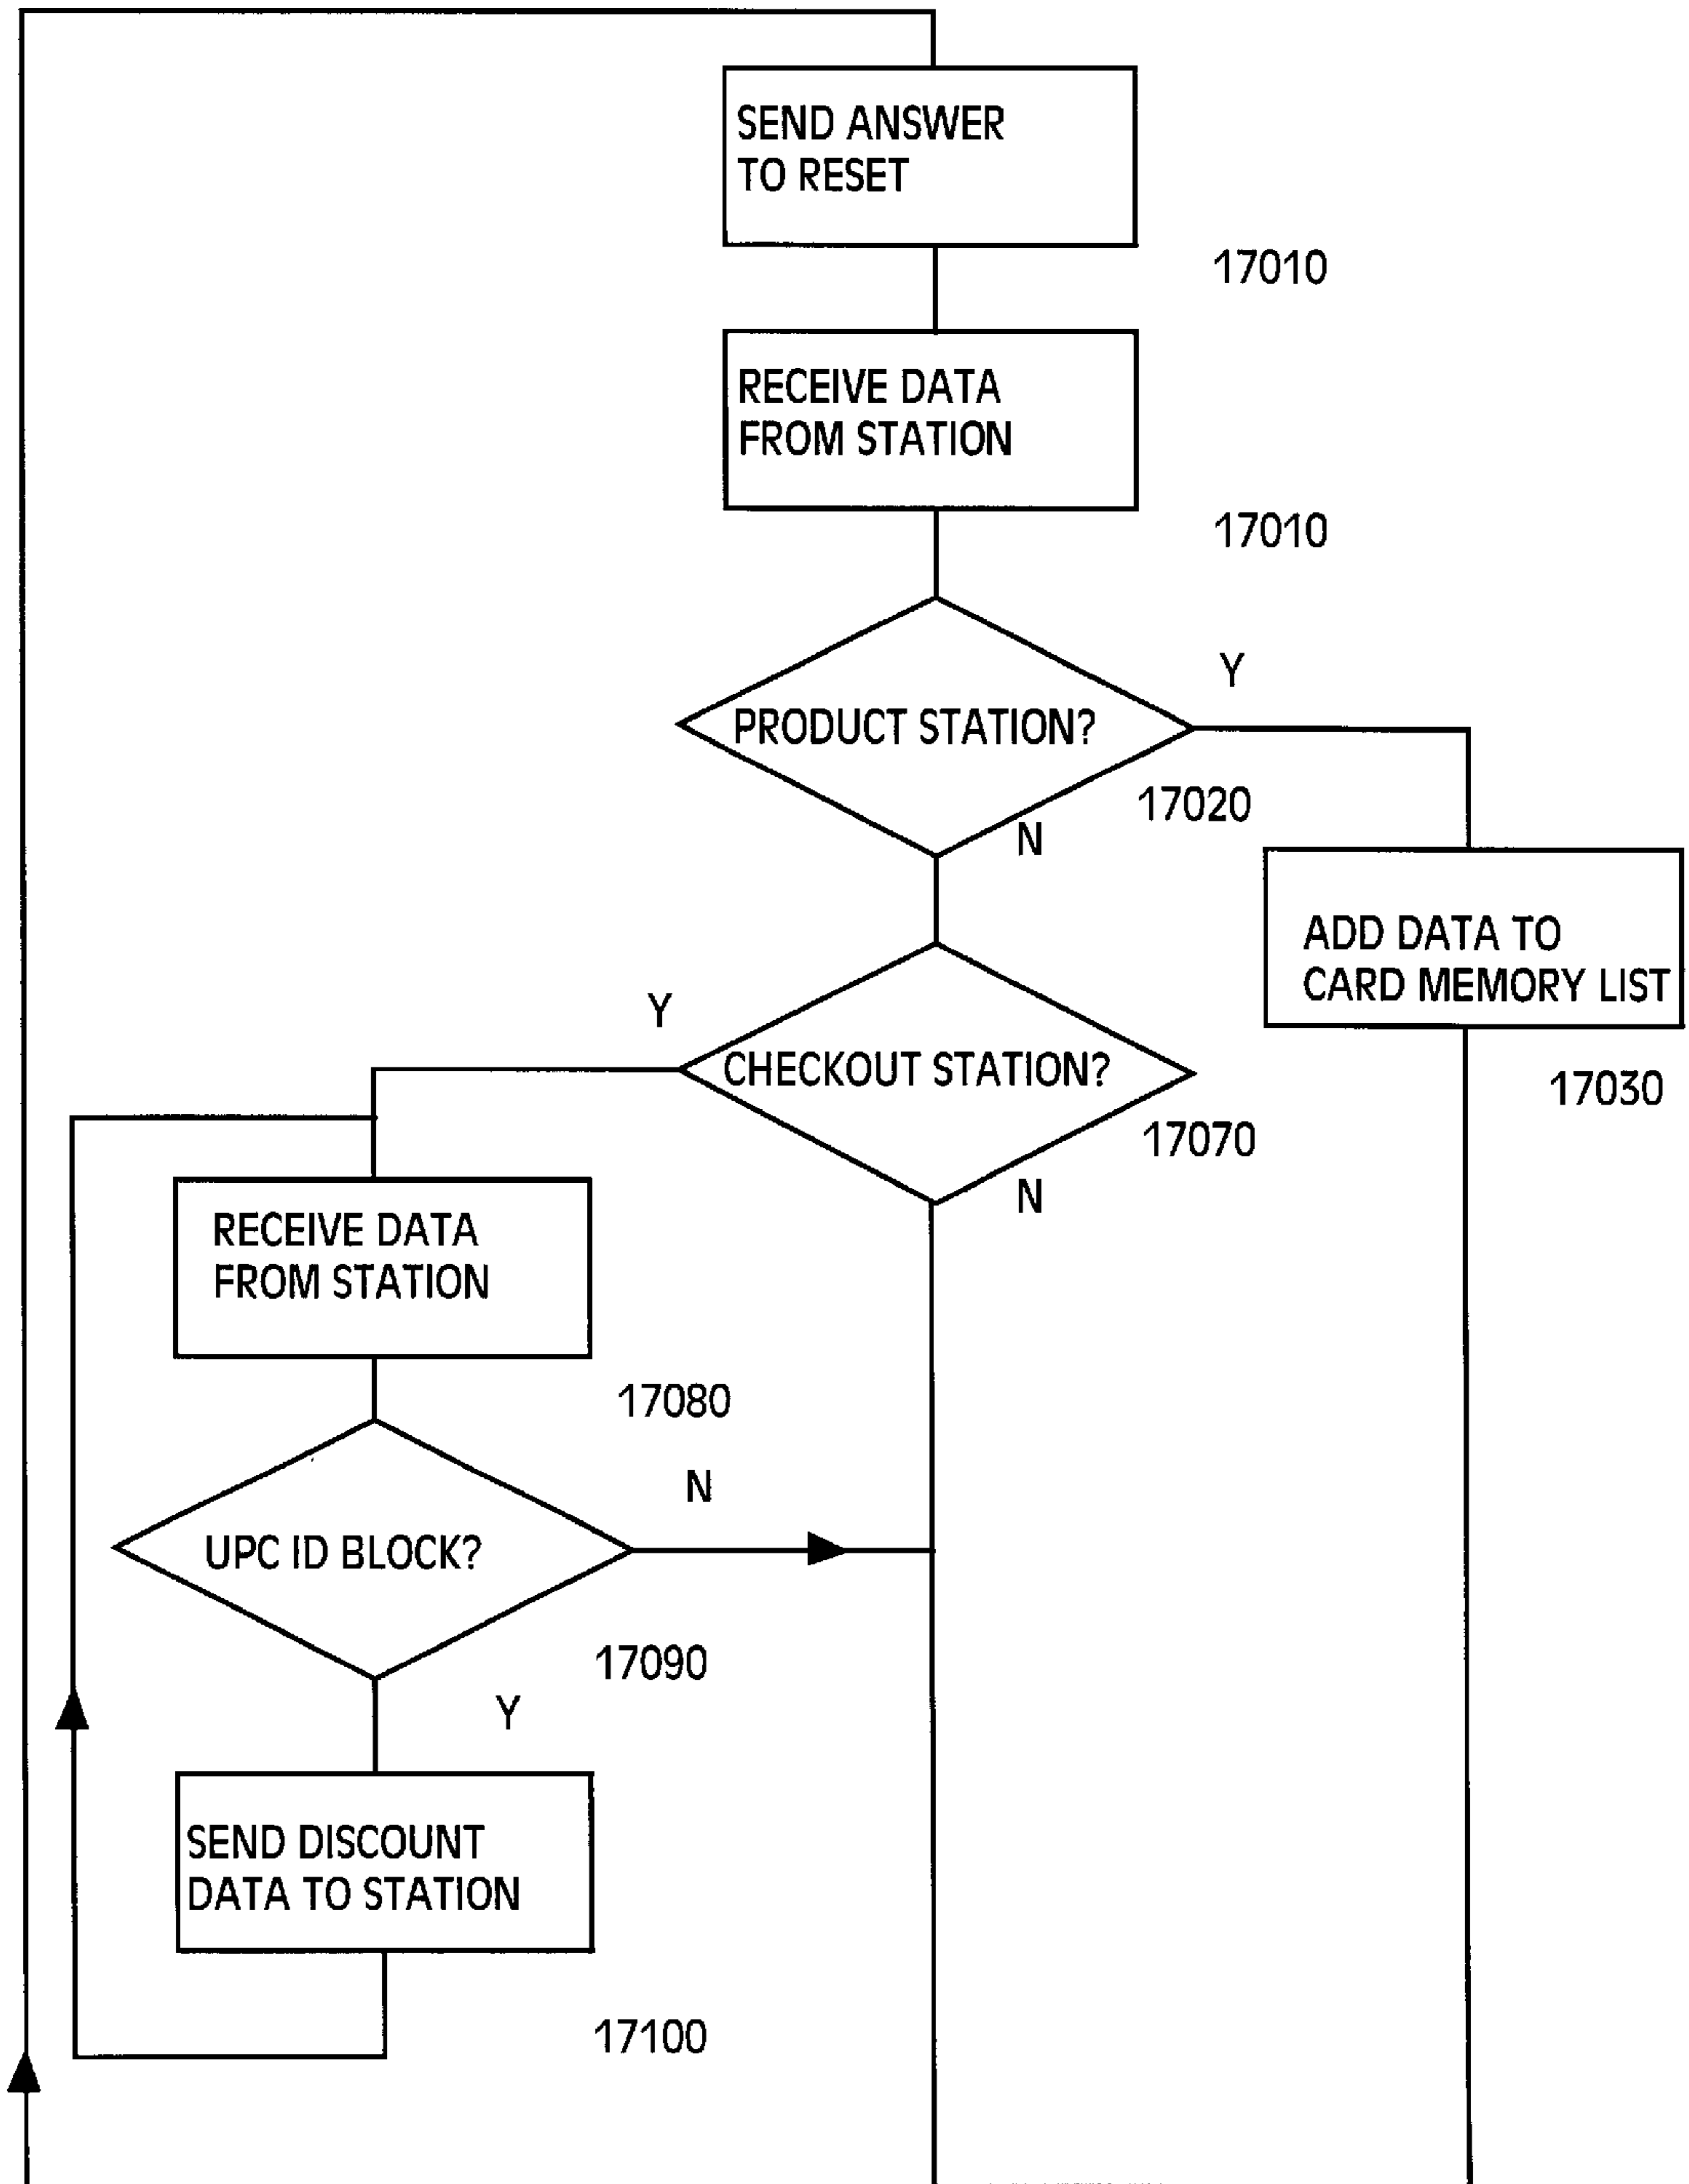 SEND ANSWER
TO RESET
17010
RECEIVE DATA
FROM STATION
17010
PRODUCT STATION?
Y
17020
N
ADD DATA TO
CARD MEMORY LIST
17030
CHECKOUT STATION?
Y
17070
N
RECEIVE DATA
FROM STATION
17080
UPC ID BLOCK?
N
17090
Y
SEND DISCOUNT
DATA TO STATION
17100